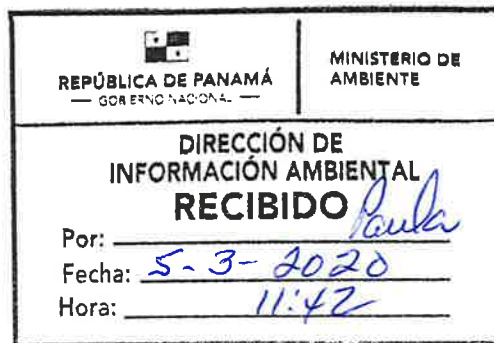 REPÚBLICA DE PANAMÁ
— GOBIERNO NACIONAL —
MINISTERIO DE
AMBIENTE
DIRECCIÓN DE
INFORMACIÓN AMBIENTAL
RECIBIDO
Por: Paula
Fecha: 5-3-2020
Hora: 11:42